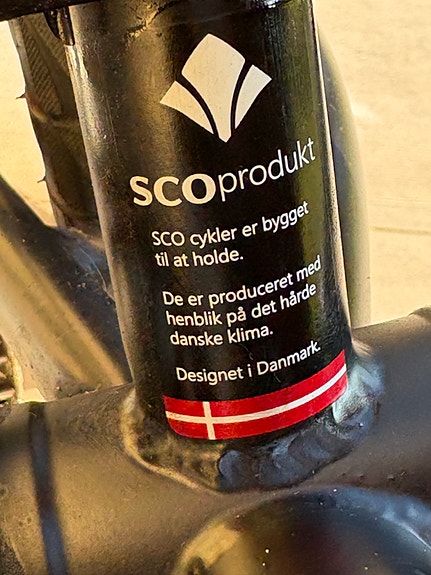 SCOprodukt
SCO cykler er bygget
til at holde.
De er produceret med
henblik på det hårde
danske klima.
Designet i Danmark.